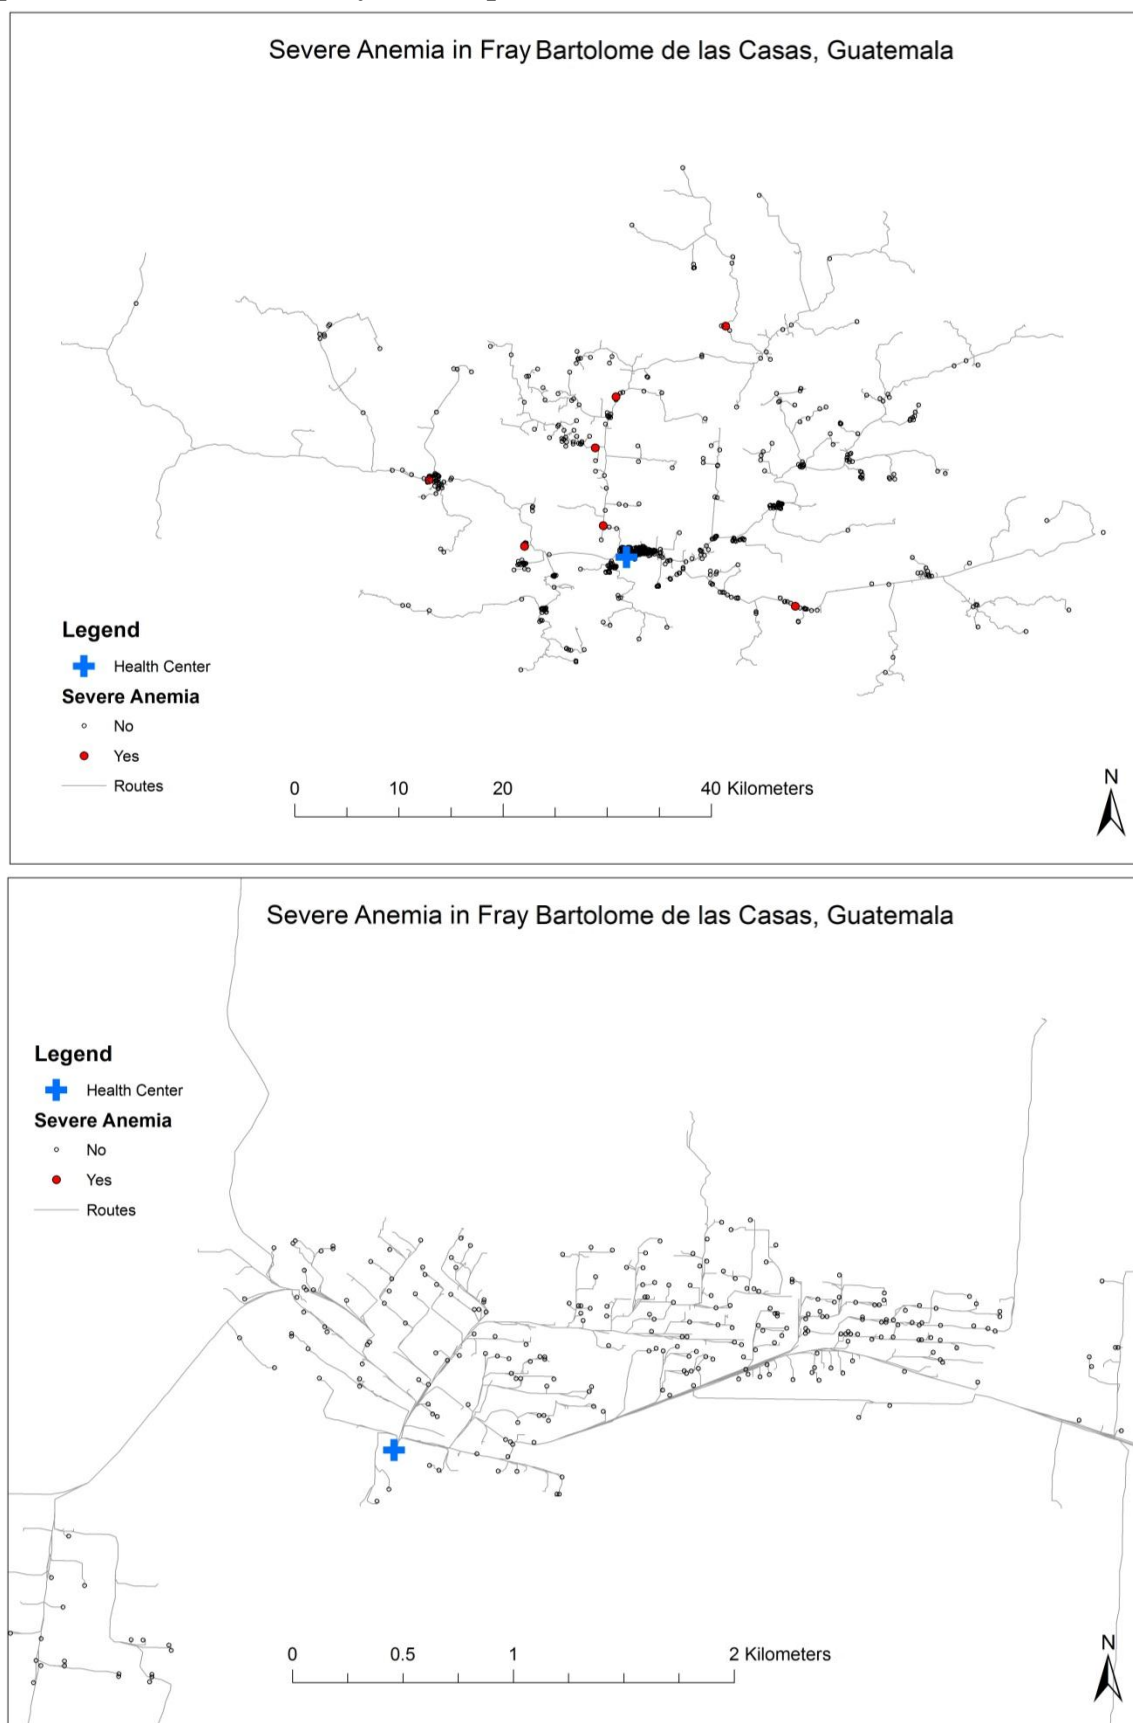 Severe Anemia in Fray Bartolome de las Casas, Guatemala
Legend
Health Center
Severe Anemia
No
Yes
Routes
0 10 20 40 Kilometers
N
Severe Anemia in Fray Bartolome de las Casas, Guatemala
Legend
Health Center
Severe Anemia
No
Yes
Routes
0 0.5 1 2 Kilometers
N